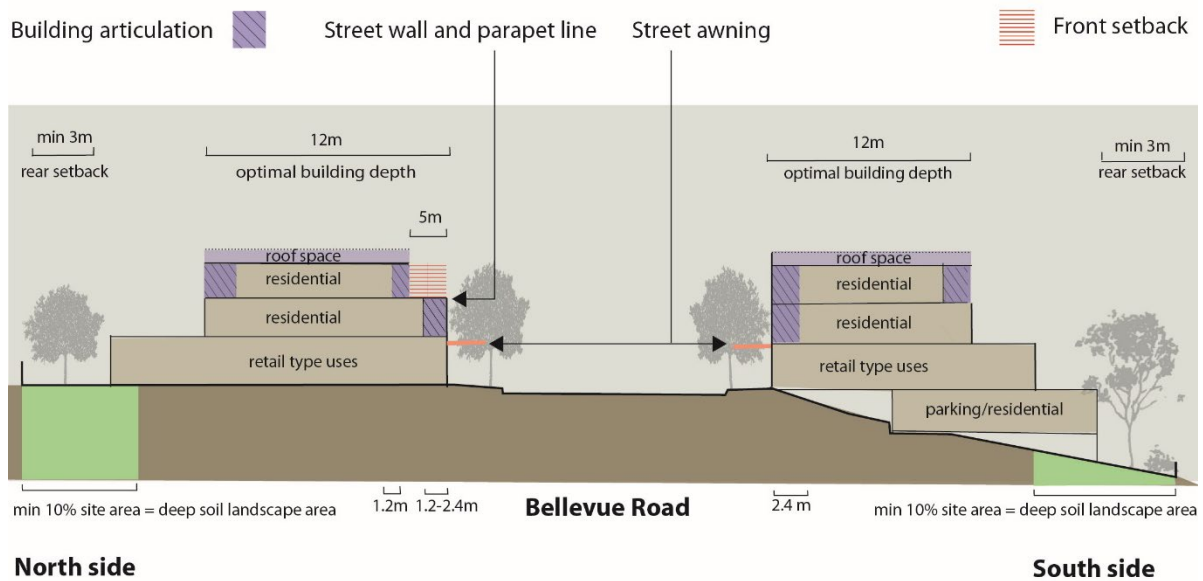 Building articulation
Street wall and parapet line
Street awning
Front setback
min 3m
rear setback
12m
optimal building depth
12m
optimal building depth
min 3m
rear setback
5m
roof space
residential
residential
retail type uses
roof space
residential
residential
retail type uses
parking/residential
min 10% site area = deep soil landscape area
1.2m
1.2-2.4m
Bellevue Road
2.4 m
min 10% site area = deep soil landscape area
North side
South side